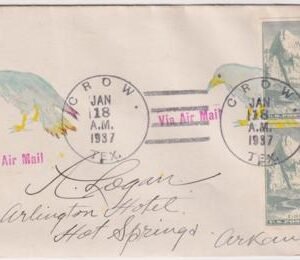 CROW.
JAN
18
A.M.
1937
TEX.
Via Air Mail
CROW.
JAN
18
A.M.
1937
TEX.
Air Mail
K. Logan.
Arlington Hotel.
Hot Springs.
Arkan